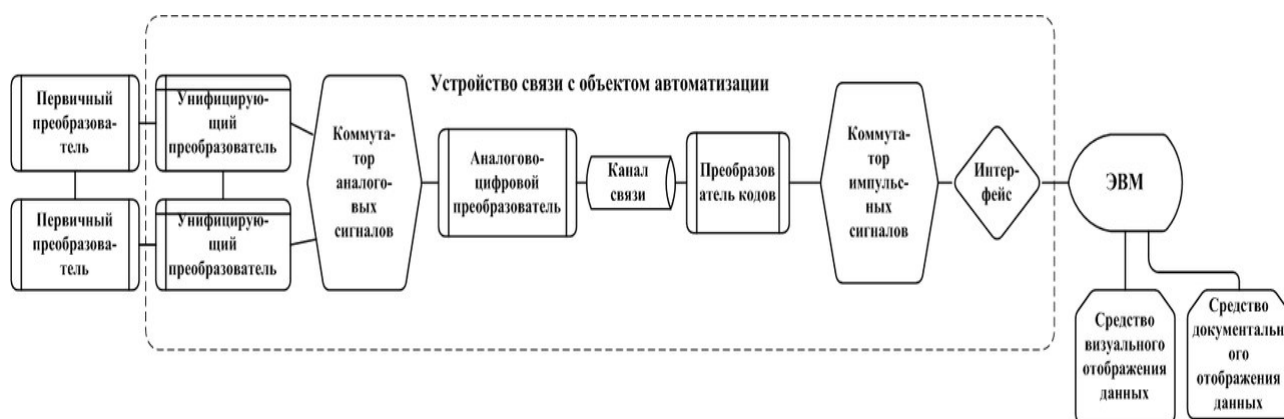 Устройство связи с объектом автоматизации
Первичный
преобразова-
тель
Унифицирую-
щий
преобразователь
Первичный
преобразова-
тель
Унифицирую-
щий
преобразователь
Коммута-
тор
аналого-
вых
сигналов
Аналогово-
цифровой
преобразователь
Канал
связи
Преобразов
атель кодов
Коммута-
тор
импульс-
ных
сигналов
Интер-
фейс
ЭВМ
Средство
визуального
отображения
данных
Средство
документальн
ого
отображения
данных